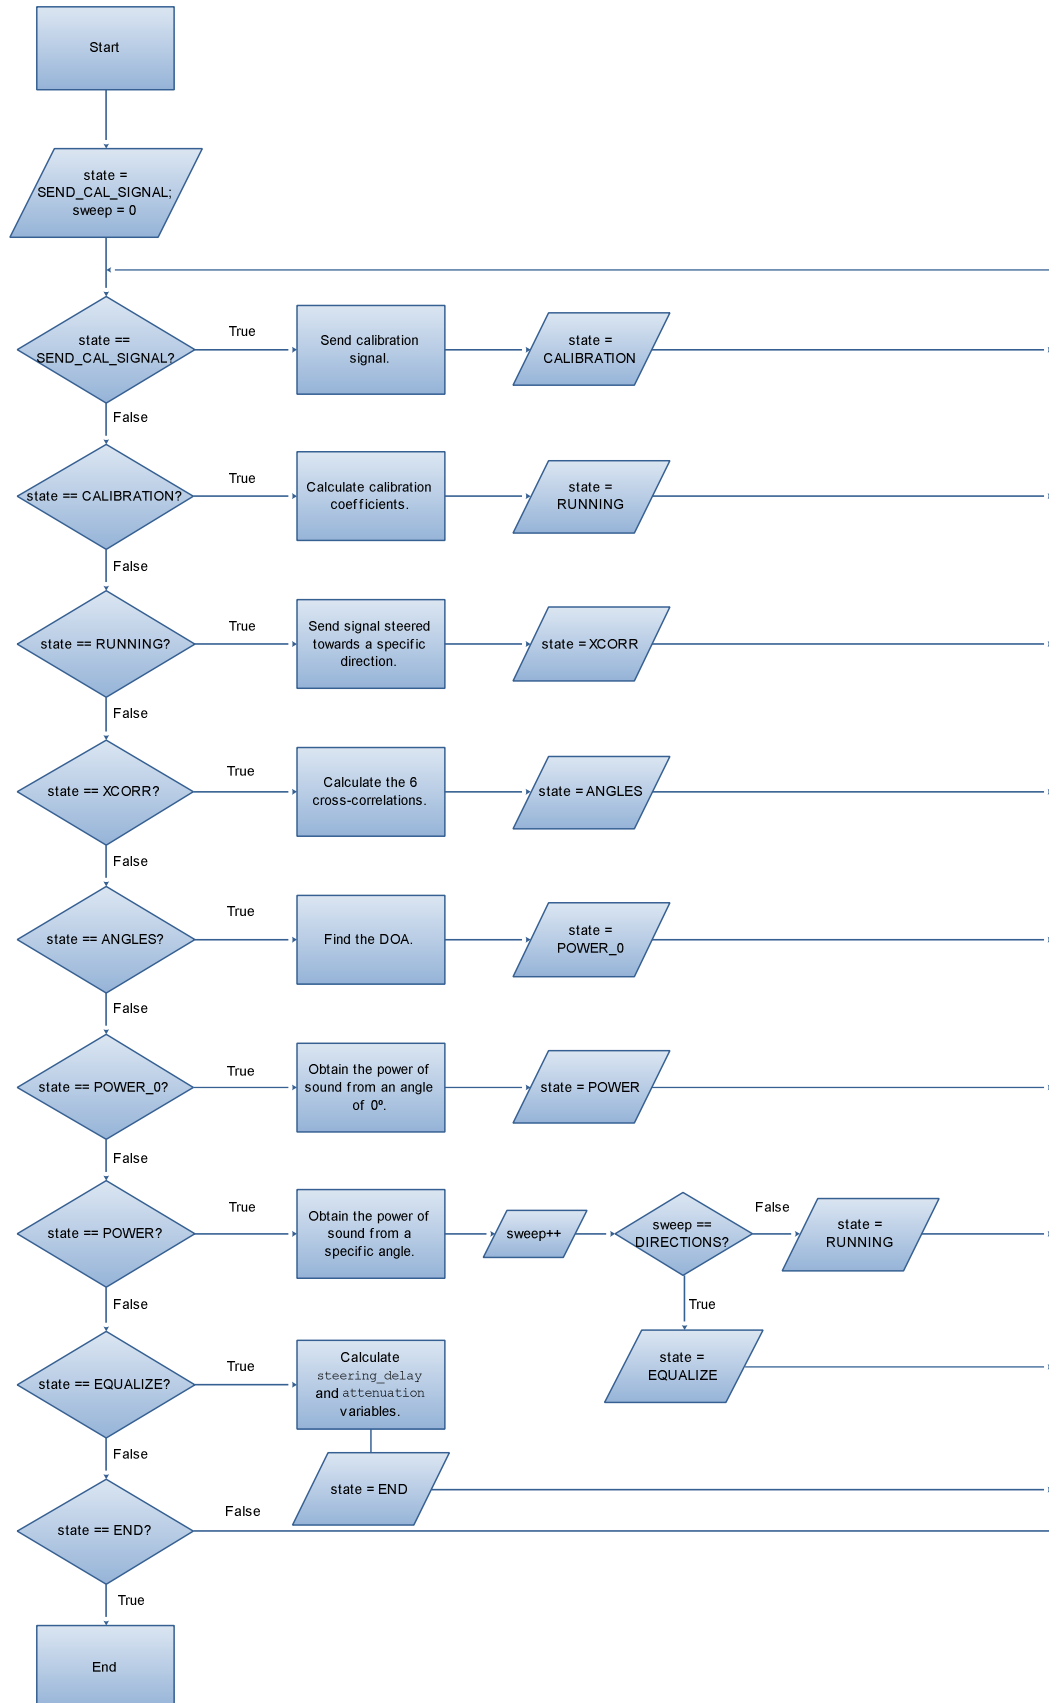 Start
state =
SEND_CAL_SIGNAL;
sweep = 0
state ==
SEND_CAL_SIGNAL?
True
Send calibration
signal.
state =
CALIBRATION
False
state == CALIBRATION?
True
Calculate calibration
coefficients.
state =
RUNNING
False
state == RUNNING?
True
Send signal steered
towards a specific
direction.
state = XCORR
False
state == XCORR?
True
Calculate the 6
cross-correlations.
state = ANGLES
False
state == ANGLES?
True
Find the DOA.
state =
POWER_0
False
state == POWER_0?
True
Obtain the power of
sound from an angle
of 0º.
state = POWER
False
state == POWER?
True
Obtain the power of
sound from a
specific angle.
sweep++
sweep ==
DIRECTIONS?
False
state =
RUNNING
True
state =
EQUALIZE
False
state == EQUALIZE?
True
Calculate
steering_delay
and attenuation
variables.
state = END
False
state == END?
False
True
End